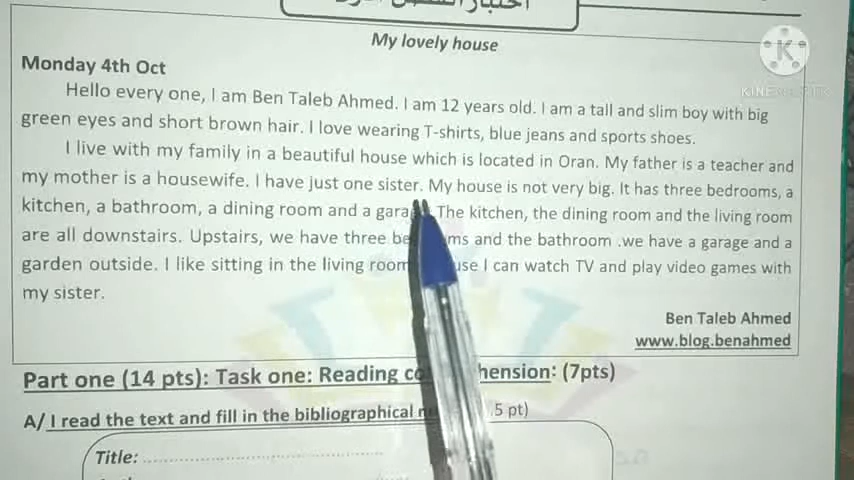 My lovely house
Monday 4th Oct
Hello every one, I am Ben Taleb Ahmed. I am 12 years old. I am a tall and slim boy with big
green eyes and short brown hair. I love wearing T-shirts, blue jeans and sports shoes.
I live with my family in a beautiful house which is located in Oran. My father is a teacher and
my mother is a housewife. I have just one sister. My house is not very big. It has three bedrooms, a
kitchen, a bathroom, a dining room and a The kitchen, the dining room and the living room
are all downstairs. Upstairs, we have three and the bathroom .we have a garage and a
garden outside. I like sitting in the living room I can watch TV and play video games with
my sister.
Ben Taleb Ahmed
www.blog.benahmed
Part one (14 pts): Task one: Reading (7pts)
A/ I read the text and fill in the bibliographical .5 pt)
Title: